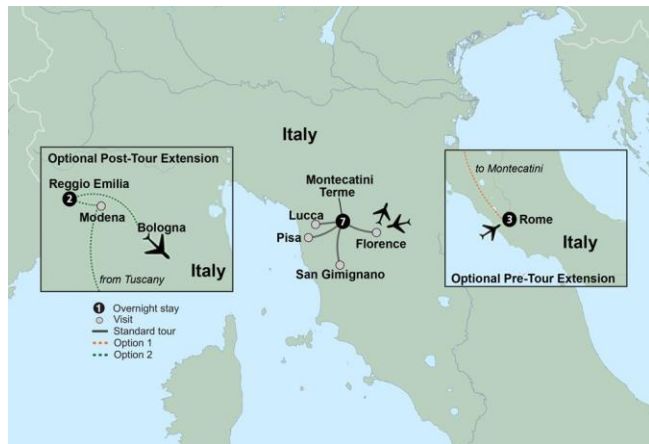 Italy
Optional Post-Tour Extension
Reggio Emilia
2
Modena
Bologna
Italy
from Tuscany
Montecatini
Terme
Lucca
7
Pisa
Florence
San Gimignano
to Montecatini
3 Rome
Italy
Optional Pre-Tour Extension
1 Overnight stay
Visit
Standard tour
Option 1
Option 2